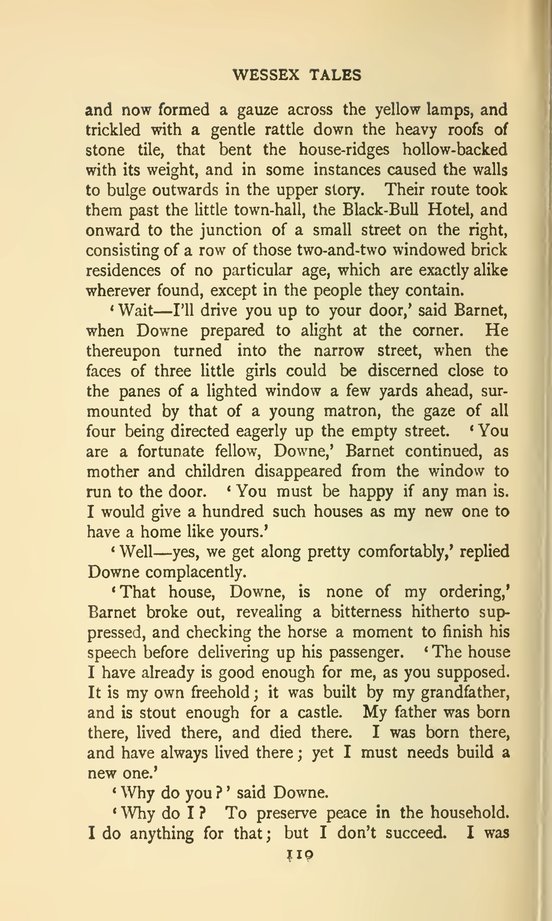 WESSEX TALES
and now formed a gauze across the yellow lamps, and
trickled with a gentle rattle down the heavy roofs of
stone tile, that bent the house-ridges hollow-backed
with its weight, and in some instances caused the walls
to bulge outwards in the upper story. Their route took
them past the little town-hall, the Black-Bull Hotel, and
onward to the junction of a small street on the right,
consisting of a row of those two-and-two windowed brick
residences of no particular age, which are exactly alike
wherever found, except in the people they contain.
‘Wait—I’ll drive you up to your door,’ said Barnet,
when Downe prepared to alight at the corner. He
thereupon turned into the narrow street, when the
faces of three little girls could be discerned close to
the panes of a lighted window a few yards ahead, sur-
mounted by that of a young matron, the gaze of all
four being directed eagerly up the empty street. ‘You
are a fortunate fellow, Downe,’ Barnet continued, as
mother and children disappeared from the window to
run to the door. ‘You must be happy if any man is.
I would give a hundred such houses as my new one to
have a home like yours.’
‘Well—yes, we get along pretty comfortably,’ replied
Downe complacently.
‘That house, Downe, is none of my ordering,’
Barnet broke out, revealing a bitterness hitherto sup-
pressed, and checking the horse a moment to finish his
speech before delivering up his passenger. ‘The house
I have already is good enough for me, as you supposed.
It is my own freehold; it was built by my grandfather,
and is stout enough for a castle. My father was born
there, lived there, and died there. I was born there,
and have always lived there; yet I must needs build a
new one.’
‘Why do you?’ said Downe.
‘Why do I? To preserve peace in the household.
I do anything for that; but I don’t succeed. I was
110